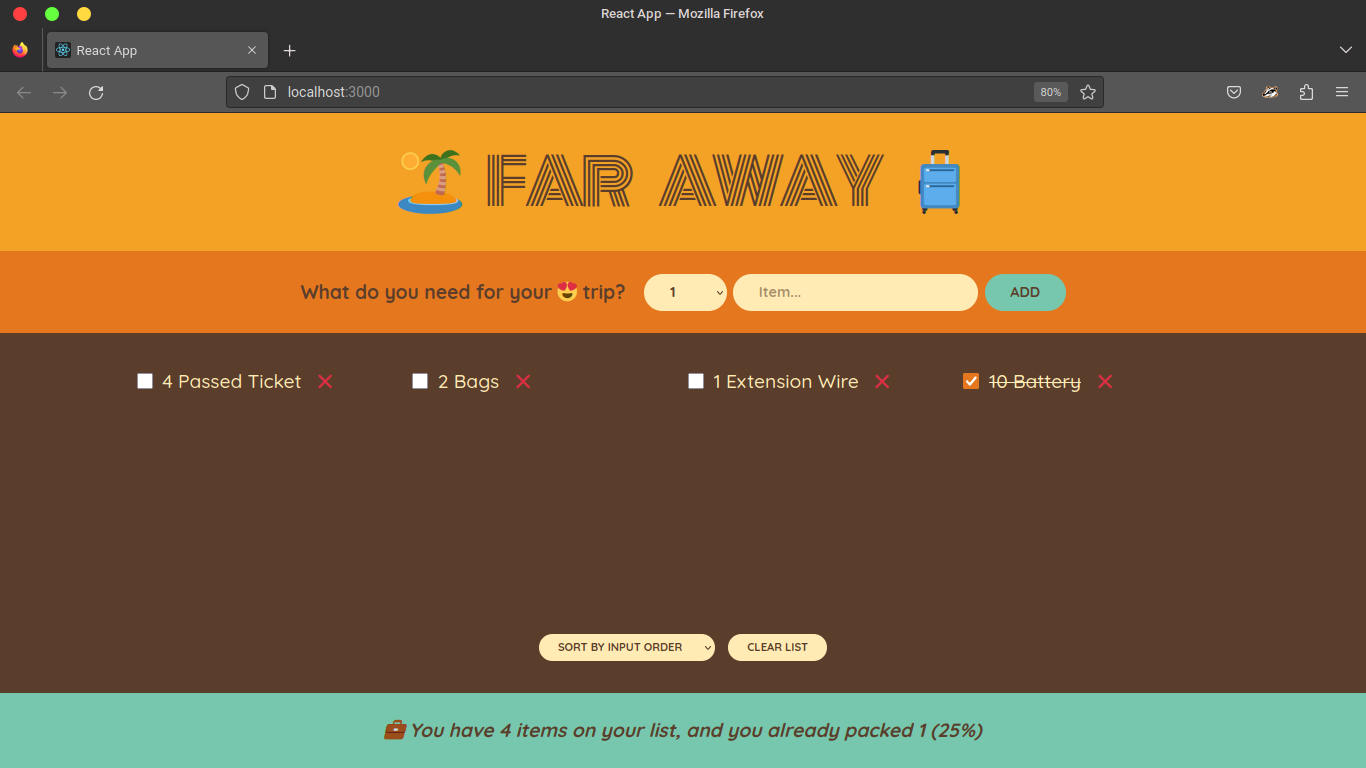 React App — Mozilla Firefox
React App
localhost:3000
80%
FAR AWAY
What do you need for your 😍 trip?
1
Item...
ADD
4 Passed Ticket
2 Bags
1 Extension Wire
10 Battery
SORT BY INPUT ORDER
CLEAR LIST
💼 You have 4 items on your list, and you already packed 1 (25%)